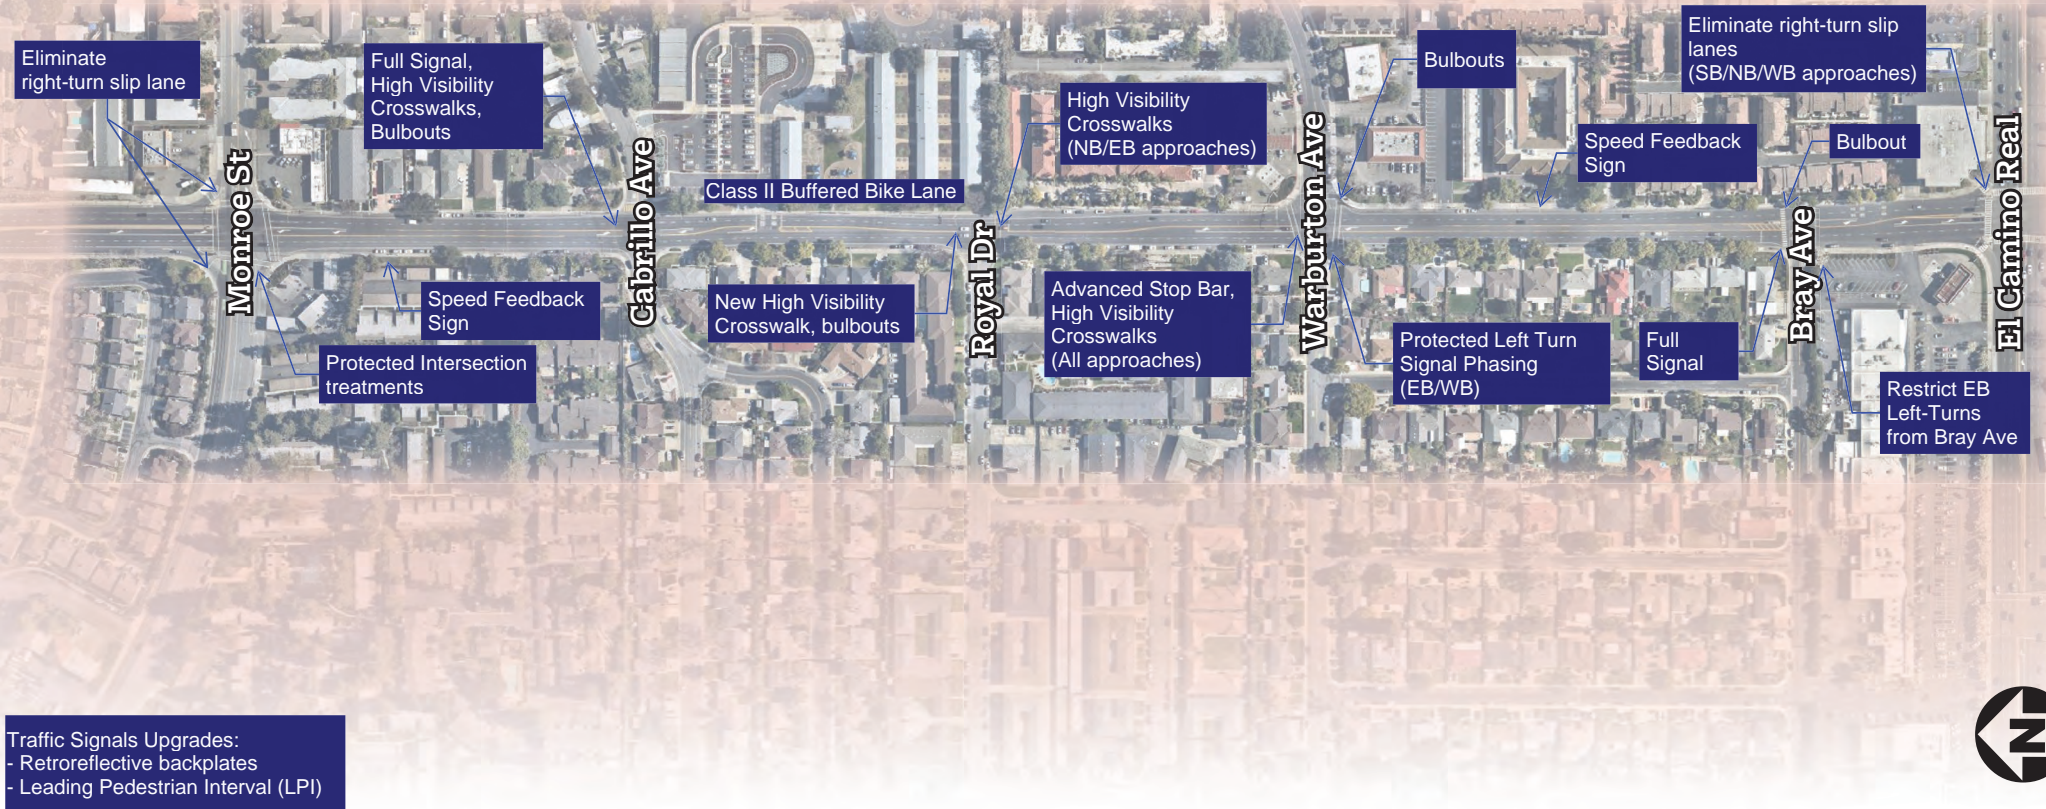 Eliminate
right-turn slip lane
Monroe St
Protected Intersection
treatments
Full Signal,
High Visibility
Crosswalks,
Bulbouts
Speed Feedback
Sign
Cabrillo Ave
Class II Buffered Bike Lane
New High Visibility
Crosswalk, bulbouts
Royal Dr
High Visibility
Crosswalks
(NB/EB approaches)
Advanced Stop Bar,
High Visibility
Crosswalks
(All approaches)
Warburton Ave
Bulbouts
Protected Left Turn
Signal Phasing
(EB/WB)
Speed Feedback
Sign
Full
Signal
Bray Ave
Bulbout
Eliminate right-turn slip
lanes
(SB/NB/WB approaches)
Restrict EB
Left-Turns
from Bray Ave
El Camino Real
Traffic Signals Upgrades:
- Retroreflective backplates
- Leading Pedestrian Interval (LPI)
N